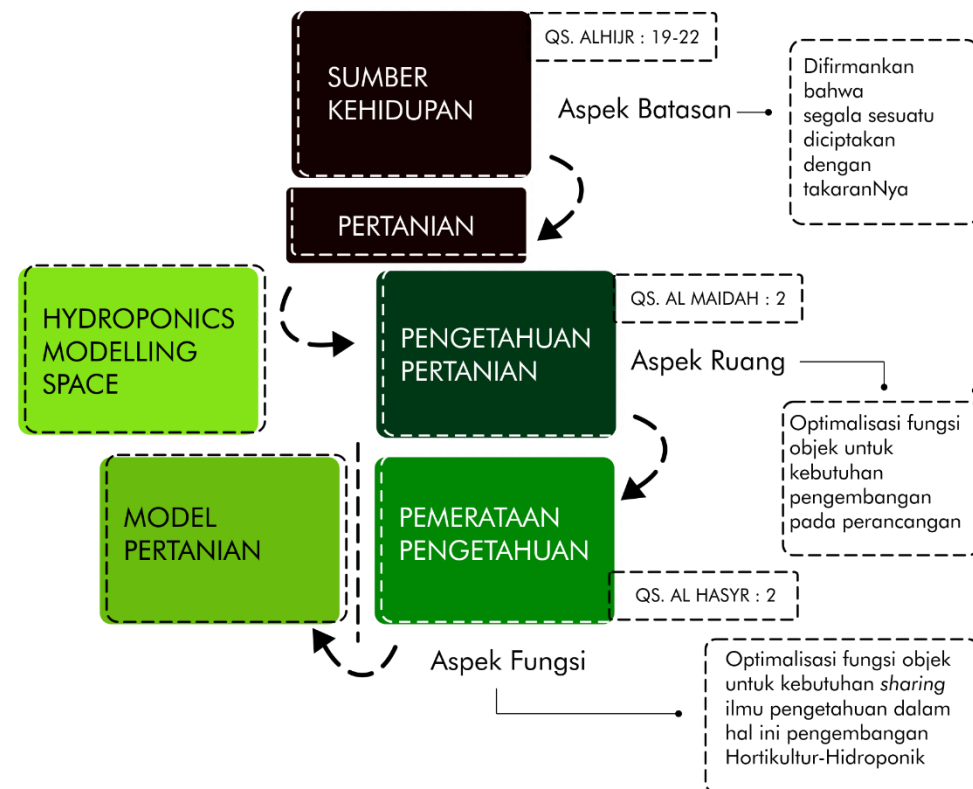 SUMBER
KEHIDUPAN
QS. ALHIJR : 19-22
Aspek Batasan
Difirmankan
bahwa
segala sesuatu
diciptakan
dengan
takaranNya
PERTANIAN
HYDROPONICS
MODELLING
SPACE
PENGETAHUAN
PERTANIAN
QS. AL MAIDAH : 2
Aspek Ruang
Optimalisasi fungsi
objek untuk
kebutuhan
pengembangan
pada perancangan
MODEL
PERTANIAN
PEMERATAAN
PENGETAHUAN
QS. AL HASYR : 2
Aspek Fungsi
Optimalisasi fungsi objek
untuk kebutuhan sharing
ilmu pengetahuan dalam
hal ini pengembangan
Hortikultur-Hidroponik